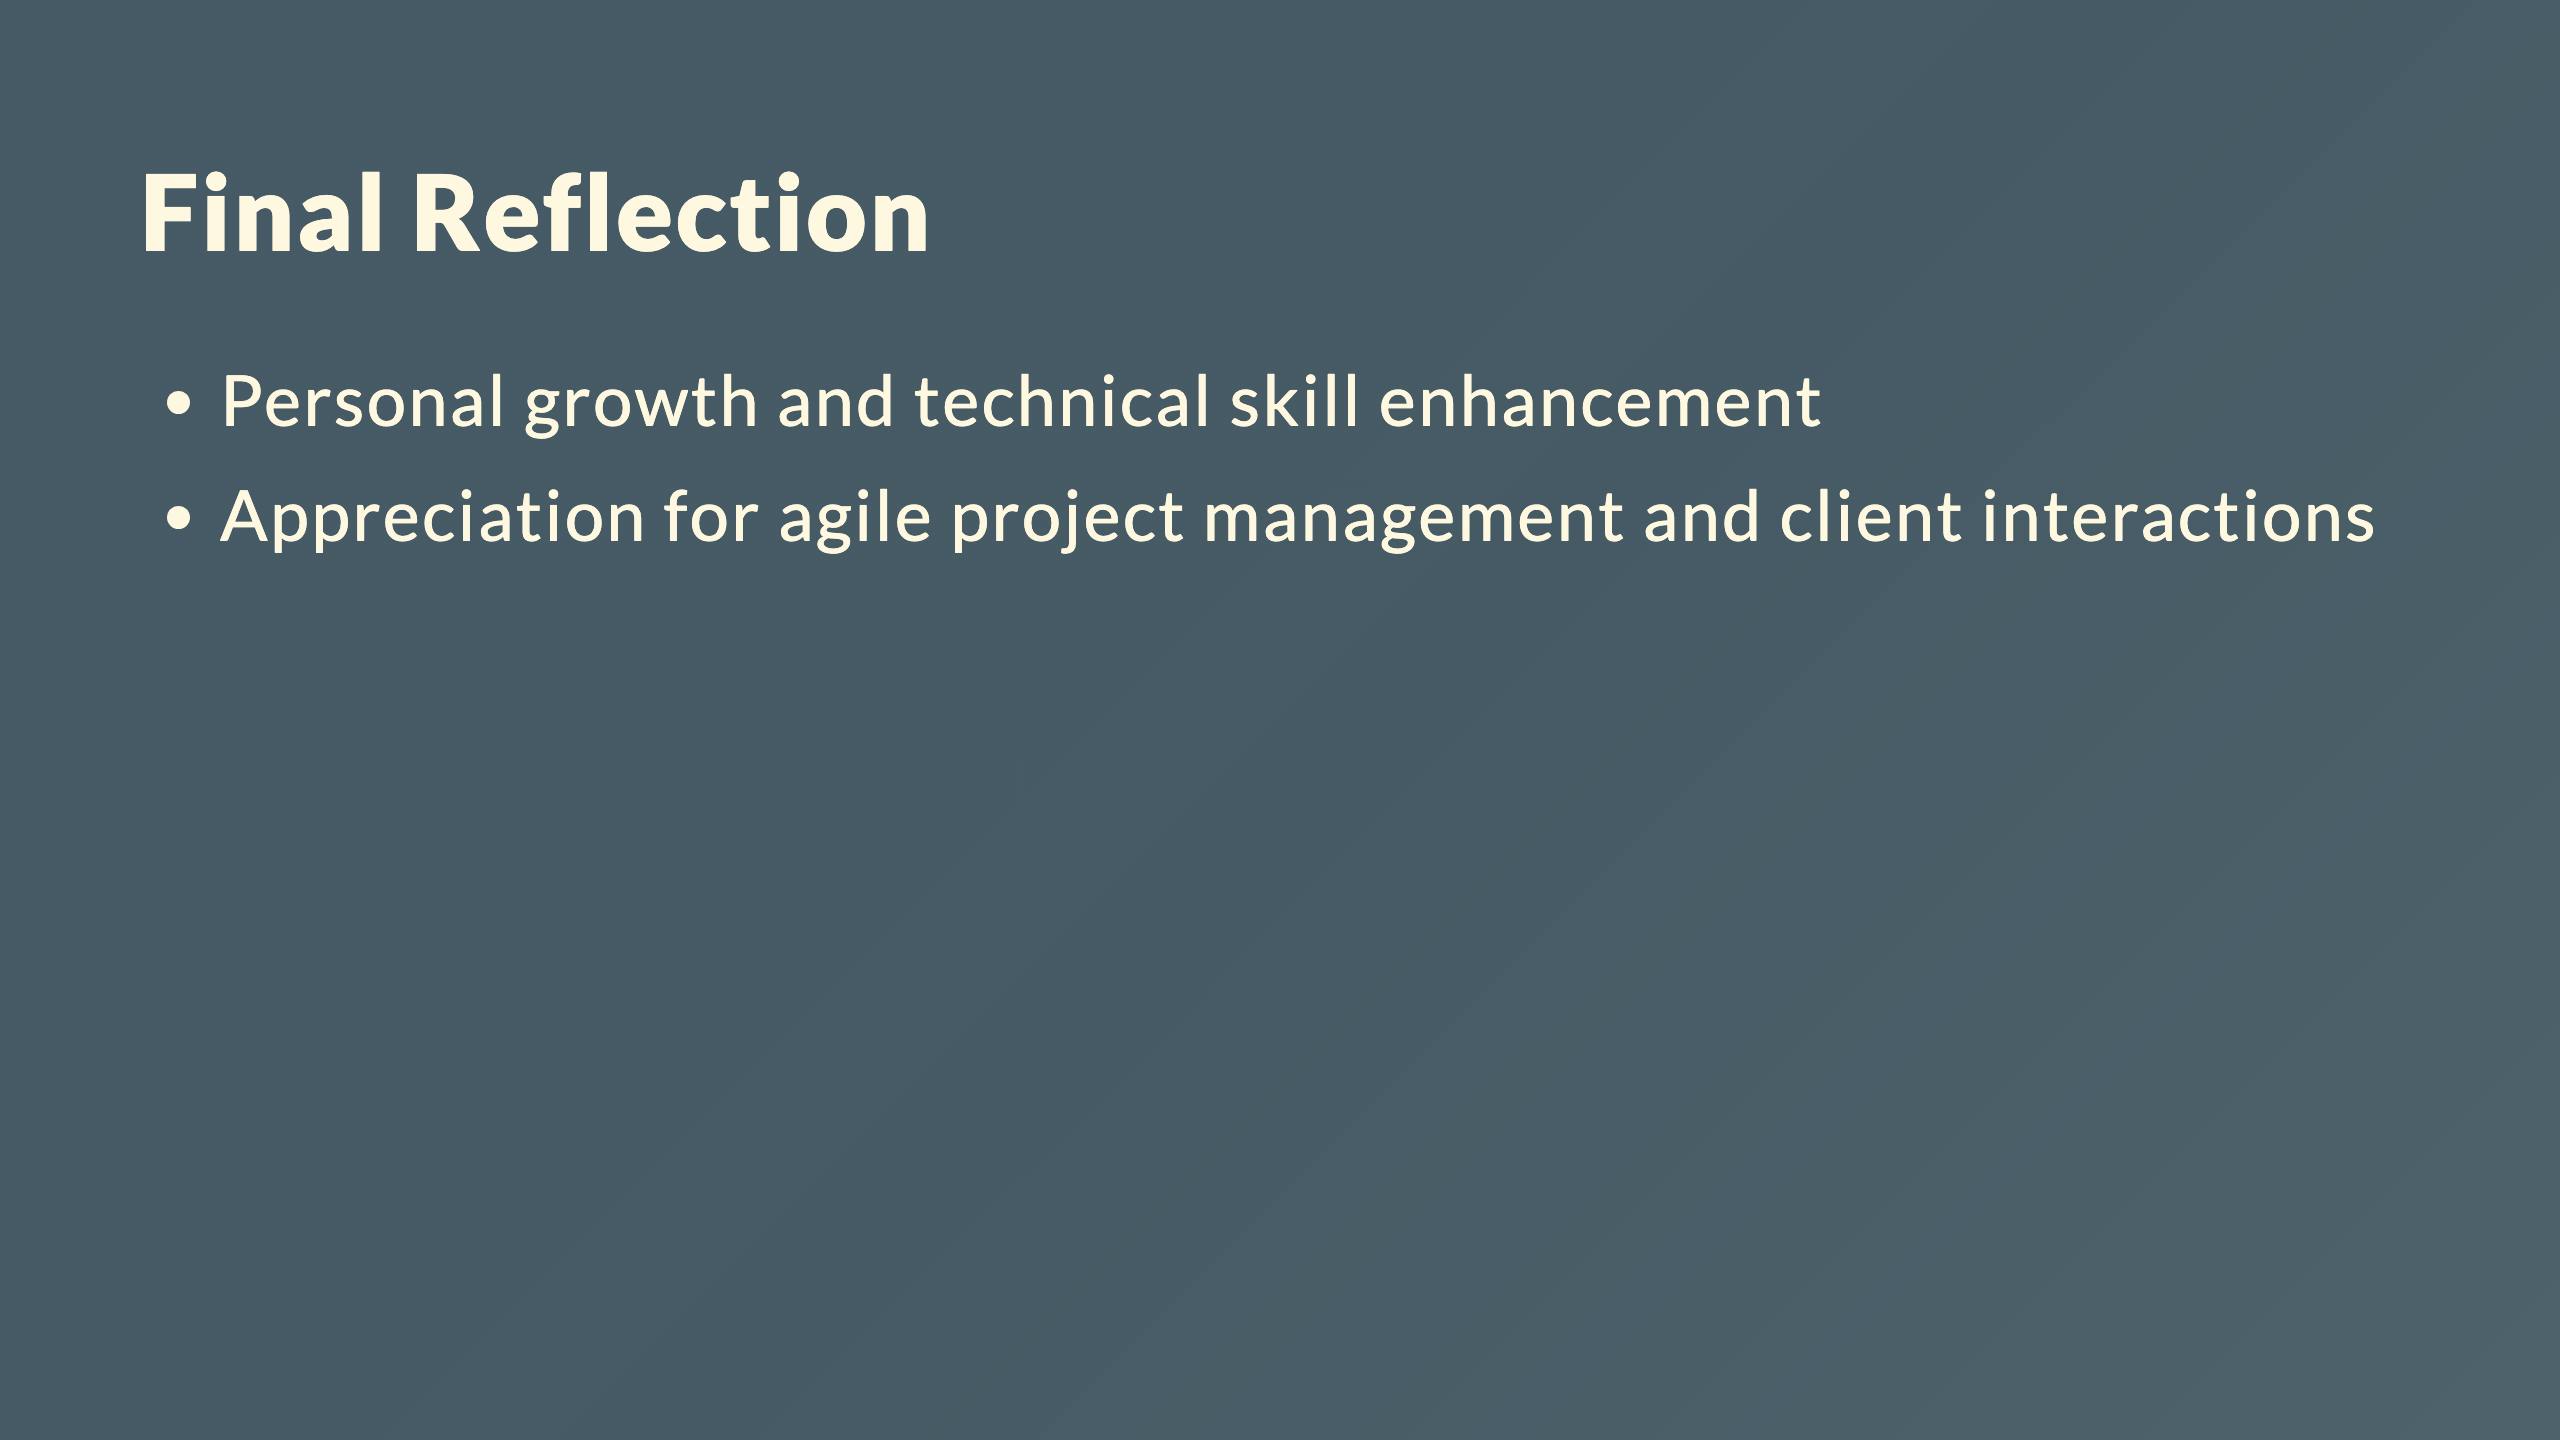 Final Reflection
• Personal growth and technical skill enhancement
• Appreciation for agile project management and client interactions